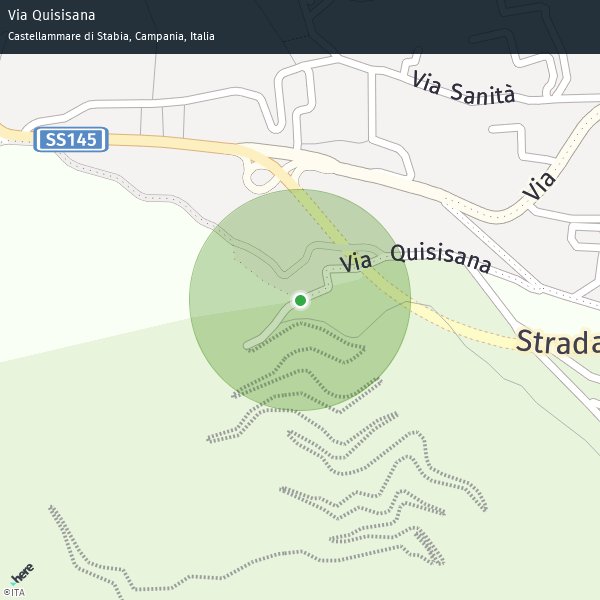 Via Quisisana
Castellammare di Stabia, Campania, Italia
Via Sanità
SS145
Via
Via Quisisana
Strada
here
©ITA